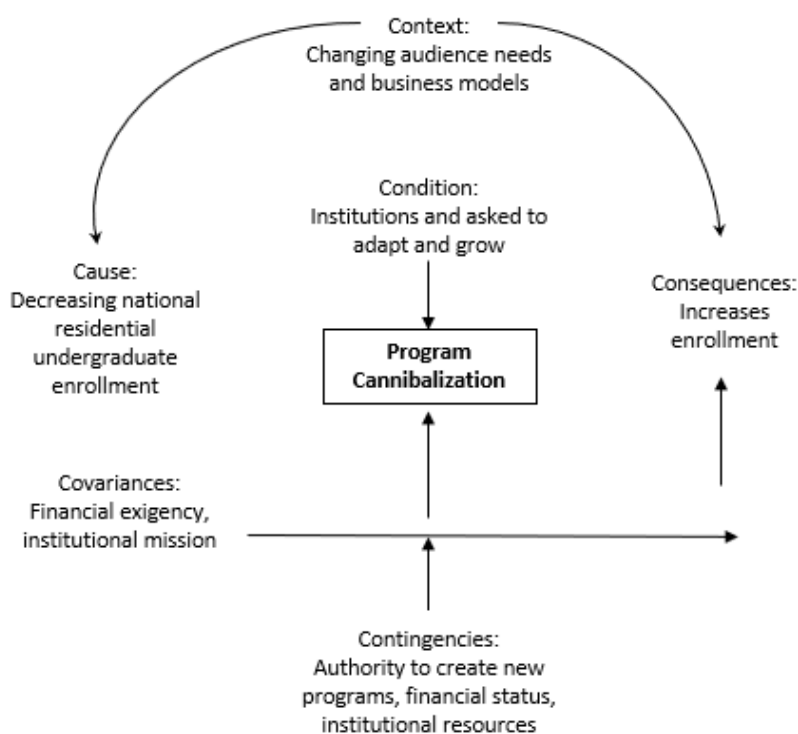 Context:
Changing audience needs
and business models
Condition:
Institutions and asked to
adapt and grow
Cause:
Decreasing national
residential
undergraduate
enrollment
Consequences:
Increases
enrollment
Program
Cannibalization
Covariances:
Financial exigency,
institutional mission
Contingencies:
Authority to create new
programs, financial status,
institutional resources